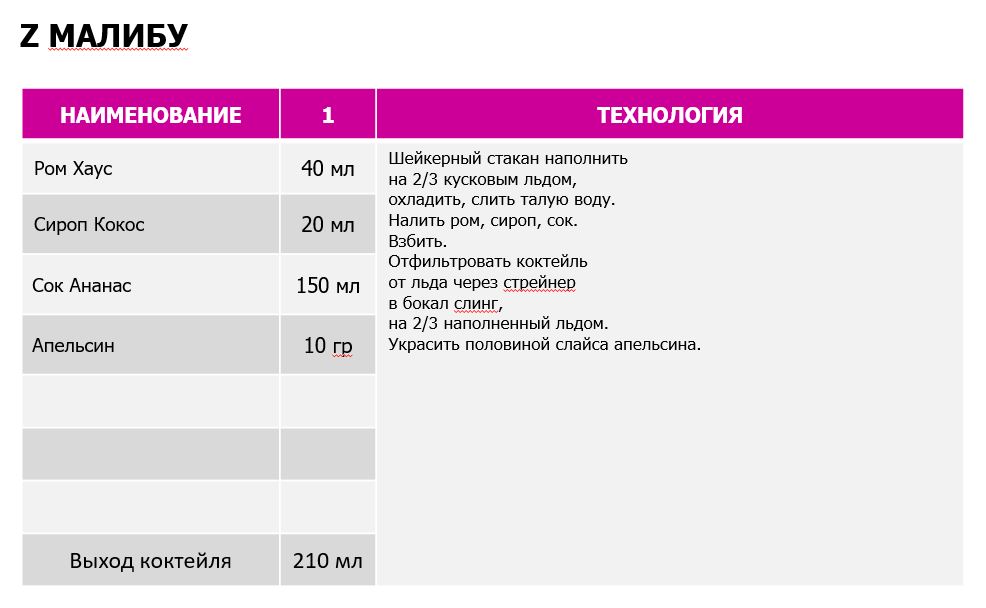 Z МАЛИБУ
НАИМЕНОВАНИЕ 1 ТЕХНОЛОГИЯ
Ром Хаус 40 мл
Сироп Кокос 20 мл
Сок Ананас 150 мл
Апельсин 10 гр
Шейкерный стакан наполнить
на 2/3 кусковым льдом,
охладить, слить талую воду.
Налить ром, сироп, сок.
Взбить.
Отфильтровать коктейль
от льда через стрейнер
в бокал слинг,
на 2/3 наполненный льдом.
Украсить половиной слайса апельсина.
Выход коктейля 210 мл